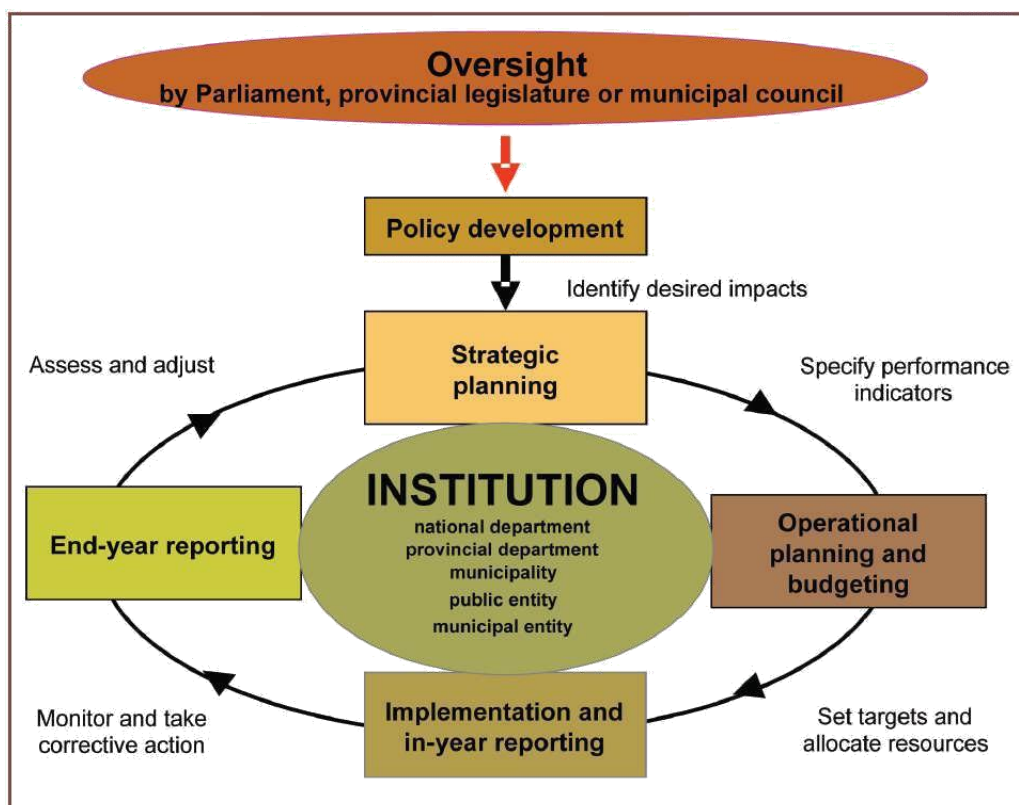 Oversight
by Parliament, provincial legislature or municipal council
Policy development
Identify desired impacts
Strategic
planning
Assess and adjust
Specify performance
indicators
INSTITUTION
national department
provincial department
municipality
public entity
municipal entity
End-year reporting
Operational
planning and
budgeting
Implementation and
in-year reporting
Monitor and take
corrective action
Set targets and
allocate resources